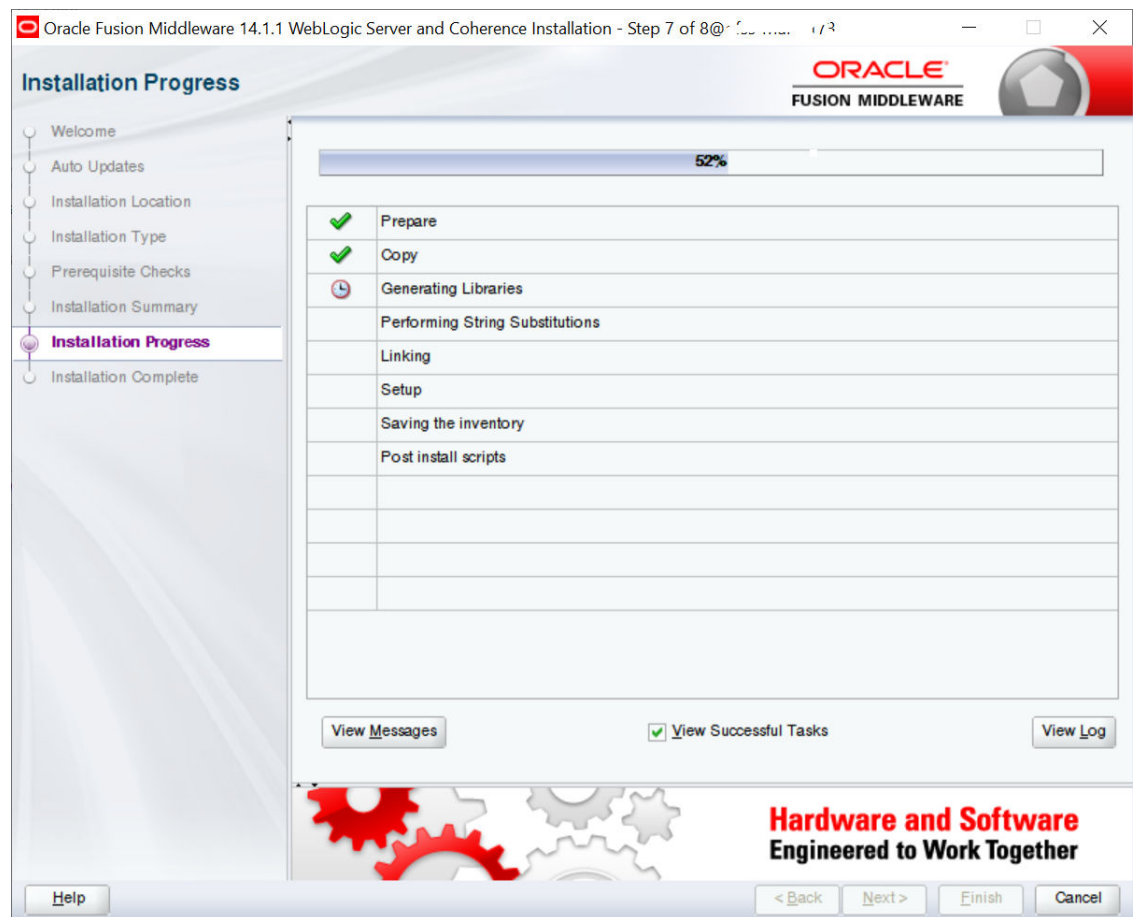 Oracle Fusion Middleware 14.1.1 WebLogic Server and Coherence Installation - Step 7 of 8@
Installation Progress
ORACLE
FUSION MIDDLEWARE
Welcome
Auto Updates
Installation Location
Installation Type
Prerequisite Checks
Installation Summary
Installation Progress
Installation Complete
52%
Prepare
Copy
Generating Libraries
Performing String Substitutions
Linking
Setup
Saving the inventory
Post install scripts
View Messages
View Successful Tasks
View Log
Hardware and Software
Engineered to Work Together
Help
< Back
Next >
Finish
Cancel